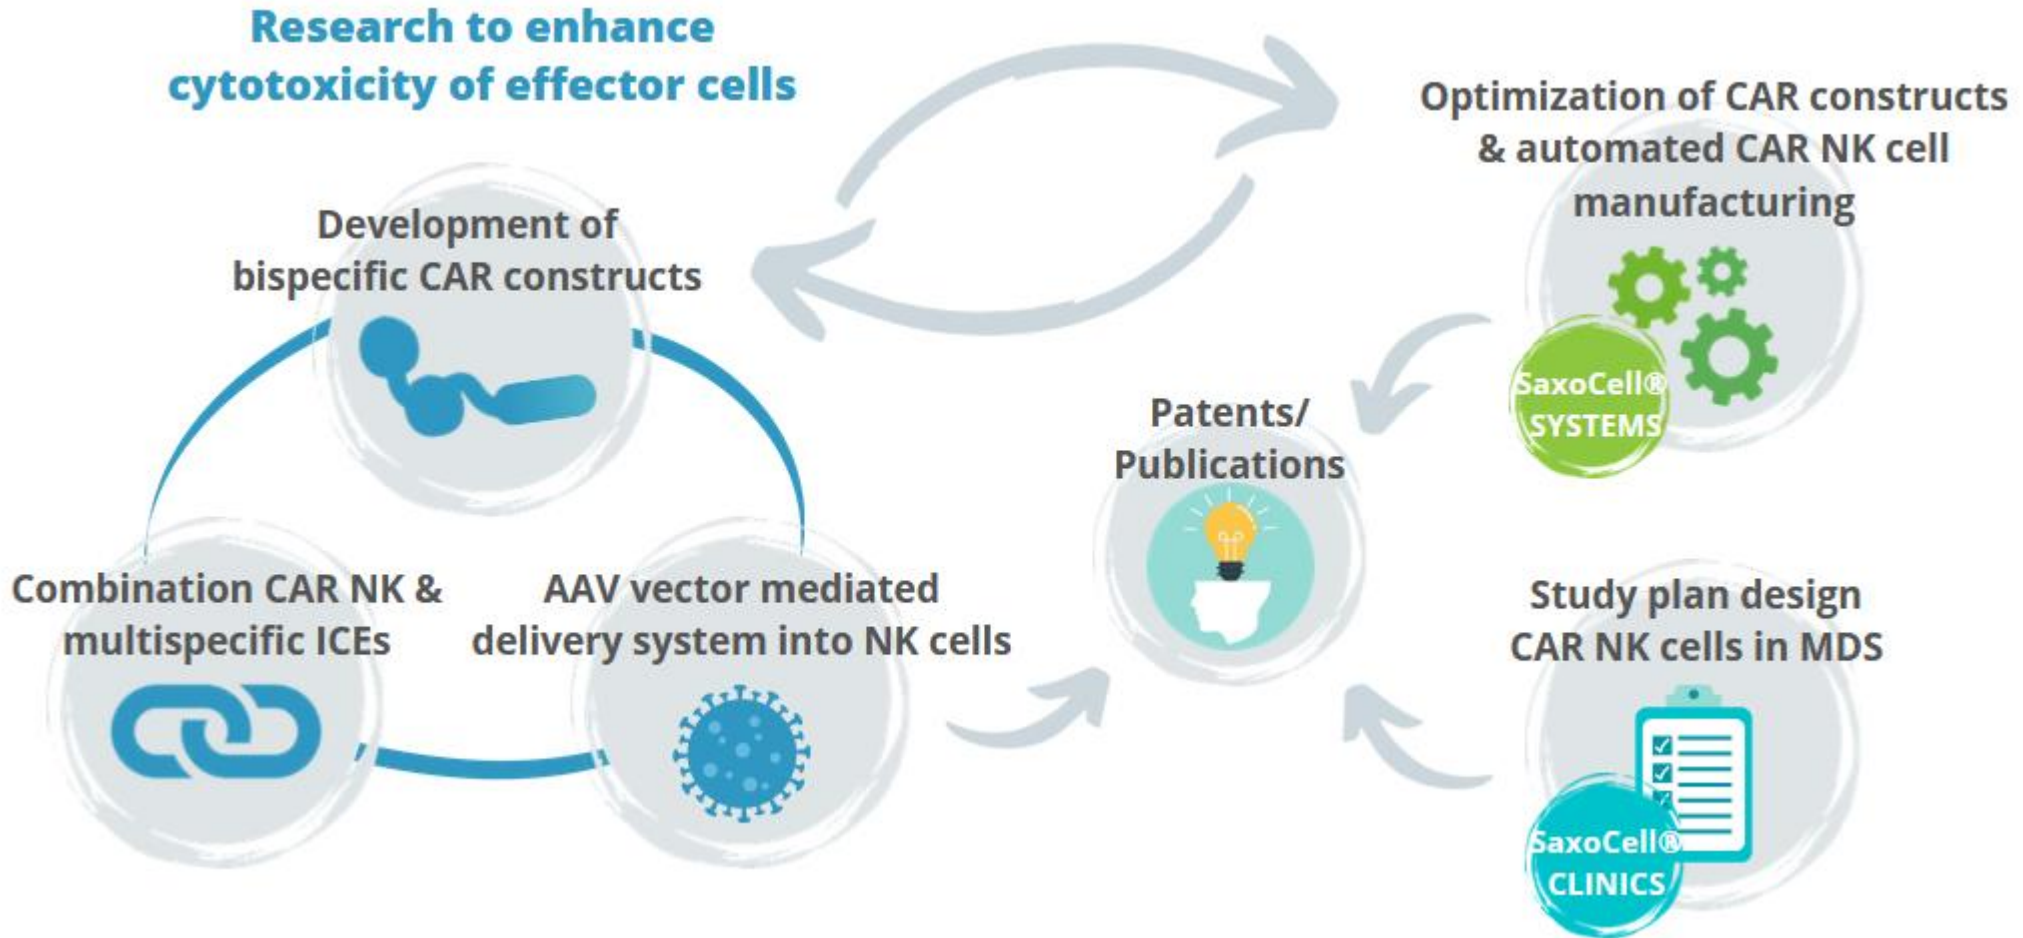 Research to enhance
cytotoxicity of effector cells
Development of
bispecific CAR constructs
Combination CAR NK &
multispecific ICEs
AAV vector mediated
delivery system into NK cells
Patents/
Publications
Optimization of CAR constructs
& automated CAR NK cell
manufacturing
SaxoCell®
SYSTEMS
Study plan design
CAR NK cells in MDS
SaxoCell®
CLINICS